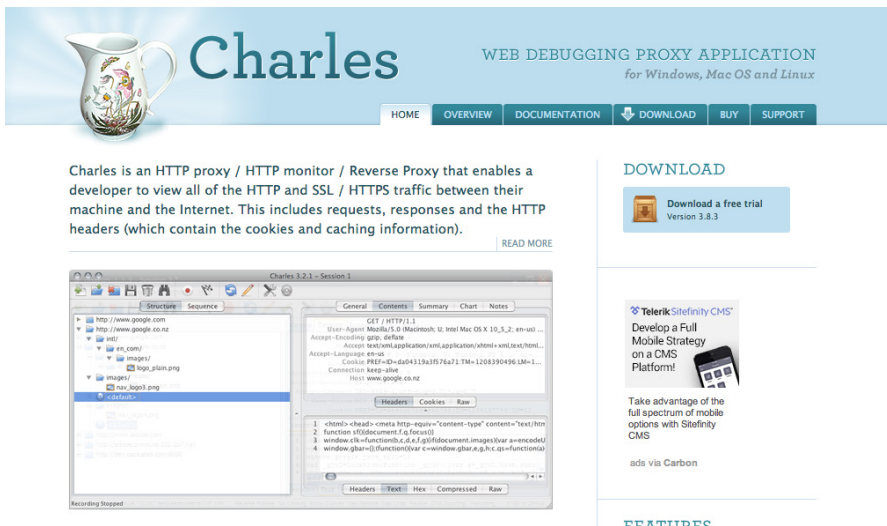 Charles
WEB DEBUGGING PROXY APPLICATION
for Windows, Mac OS and Linux
HOME
OVERVIEW
DOCUMENTATION
DOWNLOAD
BUY
SUPPORT
Charles is an HTTP proxy / HTTP monitor / Reverse Proxy that enables a
developer to view all of the HTTP and SSL / HTTPS traffic between their
machine and the Internet. This includes requests, responses and the HTTP
headers (which contain the cookies and caching information).
READ MORE
Charles 3.2.1 – Session 1
Structure
Sequence
http://www.google.com
http://www.google.co.nz
intl/
en_com/
images/
logo_plain.png
images/
nav_logo3.png
<default>
Recording Stopped
General
Contents
Summary
Chart
Notes
GET / HTTP/1.1
User-Agent Mozilla/5.0 (Macintosh; U; Intel Mac OS X 10_5_2; en-us) ...
Accept-Encoding gzip, deflate
Accept text/xml,application/xml,application/xhtml+xml,text/html...
Accept-Language en-us
Cookie PREF=ID=da04319a3f576a71:TM=1208390496:LM=1...
Connection keep-alive
Host www.google.co.nz
Headers
Cookies
Raw
1 <html><head><meta http-equiv="content-type" content="text/htm
2 function sf(){document.f.q.focus()}
3 window.clk=function(b,c,d,e,f,g){if(document.images){var a=encodeU
4 window.gbar={};(function(){var c=window.gbar,e,g,h;c.qs=function(a)
Headers
Text
Hex
Compressed
Raw
DOWNLOAD
Download a free trial
Version 3.8.3
Telerik Sitefinity CMS
Develop a Full
Mobile Strategy
on a CMS
Platform!
Take advantage of the
full spectrum of mobile
options with Sitefinity
CMS
ads via Carbon
FEATURES